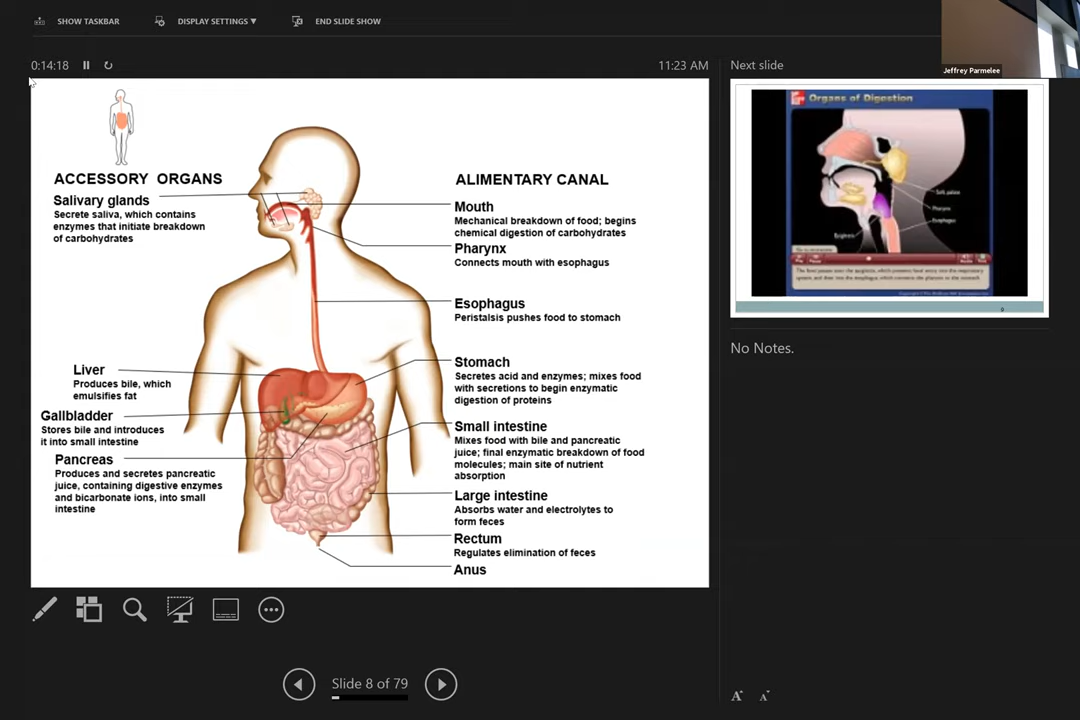 SHOW TASKBAR
DISPLAY SETTINGS ▼
END SLIDE SHOW
Jeffrey Parmelee
0:14:18
11:23 AM
Next slide
ACCESSORY ORGANS
Salivary glands
Secrete saliva, which contains
enzymes that initiate breakdown
of carbohydrates
Liver
Produces bile, which
emulsifies fat
Gallbladder
Stores bile and introduces
it into small intestine
Pancreas
Produces and secretes pancreatic
juice, containing digestive enzymes
and bicarbonate ions, into small
intestine
ALIMENTARY CANAL
Mouth
Mechanical breakdown of food; begins
chemical digestion of carbohydrates
Pharynx
Connects mouth with esophagus
Esophagus
Peristalsis pushes food to stomach
Stomach
Secretes acid and enzymes; mixes food
with secretions to begin enzymatic
digestion of proteins
Small intestine
Mixes food with bile and pancreatic
juice; final enzymatic breakdown of food
molecules; main site of nutrient
absorption
Large intestine
Absorbs water and electrolytes to
form feces
Rectum
Regulates elimination of feces
Anus
Organs of Digestion
Soft palate
Pharynx
Esophagus
Epiglottis
No Notes.
Slide 8 of 79
A A